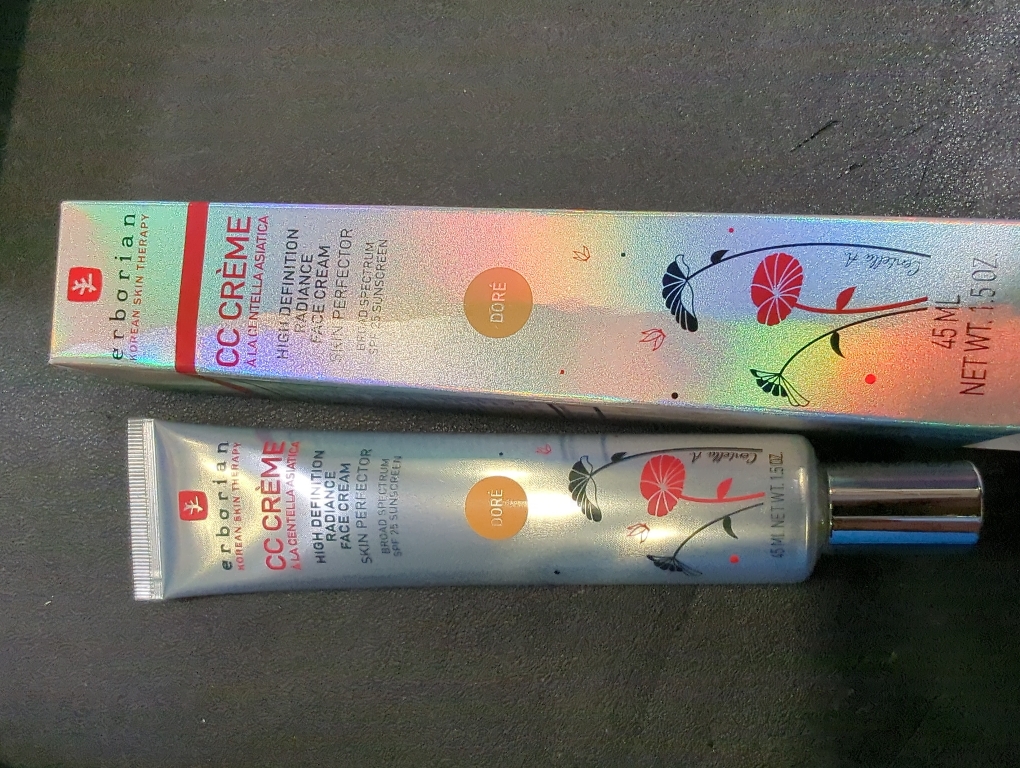 erborian
KOREAN SKIN THERAPY
CC CRÈME
À LA CENTELLA ASIATICA
HIGH DEFINITION
RADIANCE
FACE CREAM
SKIN PERFECTOR
BROAD SPECTRUM
SPF 25 SUNSCREEN
DORÉ
Centella A
45 ML
NET WT. 1.5 OZ.
erborian
KOREAN SKIN THERAPY
CC CRÈME
À LA CENTELLA ASIATICA
HIGH DEFINITION
RADIANCE
FACE CREAM
SKIN PERFECTOR
BROAD SPECTRUM
SPF 25 SUNSCREEN
DORÉ
Centella A
45 ML NET WT. 1.5 OZ